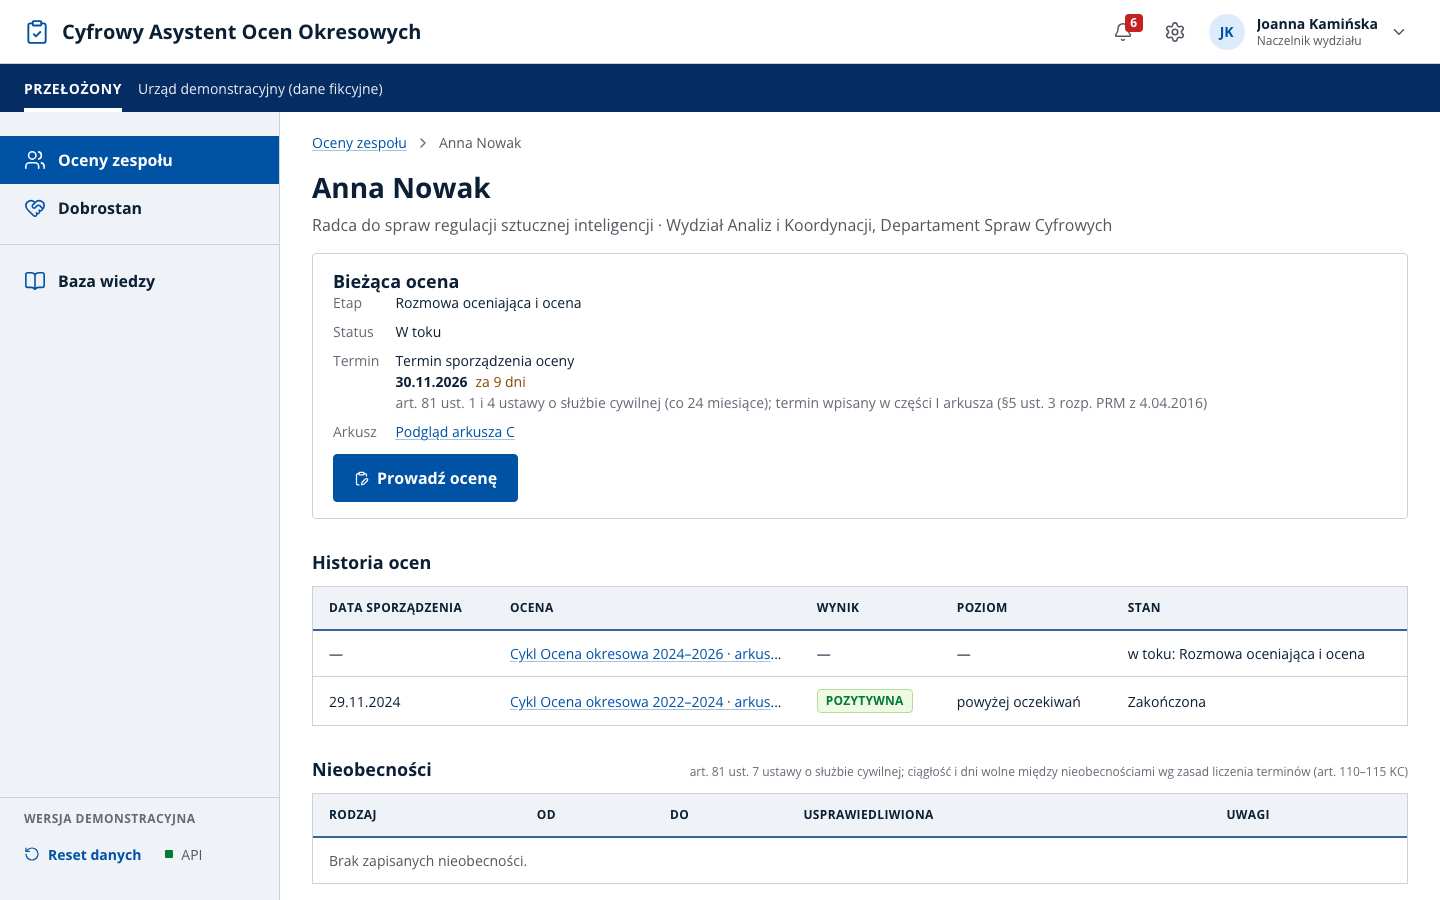 Cyfrowy Asystent Ocen Okresowych
6
JK
Joanna Kamińska
Naczelnik wydziału
PRZEŁOŻONY
Urząd demonstracyjny (dane fikcyjne)
Oceny zespołu
Dobrostan
Baza wiedzy
WERSJA DEMONSTRACYJNA
Reset danych
API
Oceny zespołu > Anna Nowak
Anna Nowak
Radca do spraw regulacji sztucznej inteligencji · Wydział Analiz i Koordynacji, Departament Spraw Cyfrowych
Bieżąca ocena
Etap Rozmowa oceniająca i ocena
Status W toku
Termin Termin sporządzenia oceny
30.11.2026 za 9 dni
art. 81 ust. 1 i 4 ustawy o służbie cywilnej (co 24 miesiące); termin wpisany w części I arkusza (§5 ust. 3 rozp. PRM z 4.04.2016)
Arkusz Podgląd arkusza C
Prowadź ocenę
Historia ocen
DATA SPORZĄDZENIA OCENA WYNIK POZIOM STAN
— Cykl Ocena okresowa 2024–2026 · arkus... — — w toku: Rozmowa oceniająca i ocena
29.11.2024 Cykl Ocena okresowa 2022–2024 · arkus... POZYTYWNA powyżej oczekiwań Zakończona
Nieobecności
art. 81 ust. 7 ustawy o służbie cywilnej; ciągłość i dni wolne między nieobecnościami wg zasad liczenia terminów (art. 110–115 KC)
RODZAJ OD DO USPRAWIEDLIWIONA UWAGI
Brak zapisanych nieobecności.